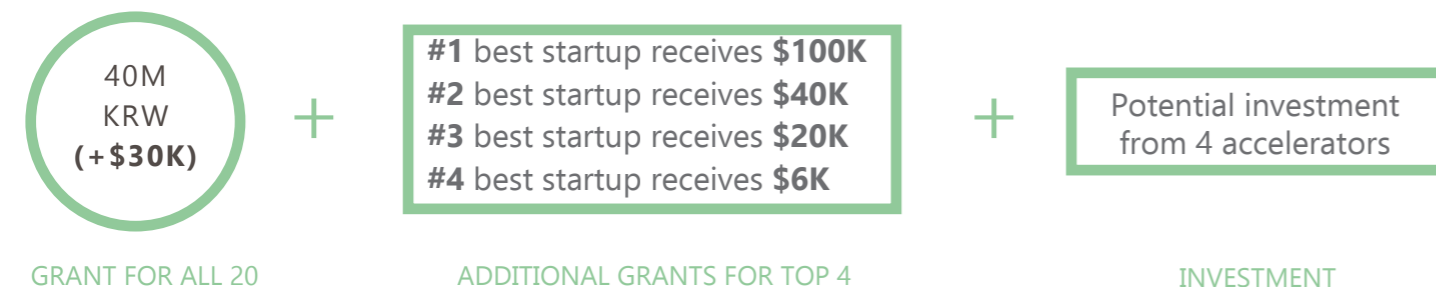 40M
KRW
(+$30K)
+
#1 best startup receives $100K
#2 best startup receives $40K
#3 best startup receives $20K
#4 best startup receives $6K
+
Potential investment
from 4 accelerators
GRANT FOR ALL 20
ADDITIONAL GRANTS FOR TOP 4
INVESTMENT